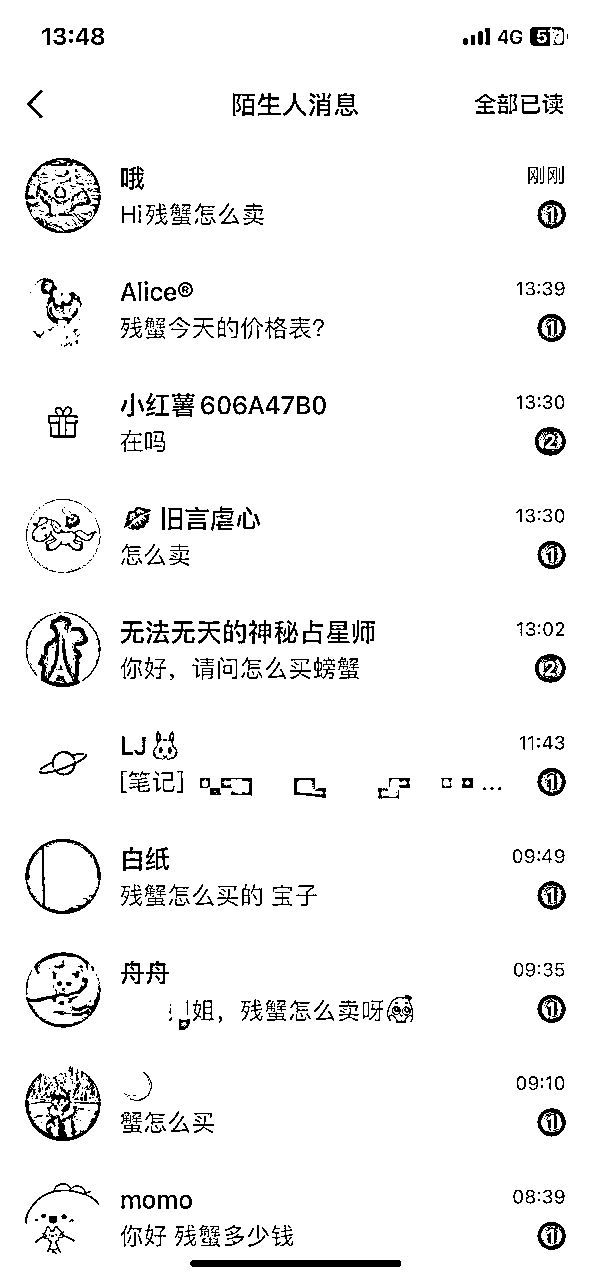 13:48
4G 5
陌生人消息
全部已读
哦
刚刚
Hi残蟹怎么卖
1
Alice®
13:39
残蟹今天的价格表?
1
小红薯606A47B0
13:30
在吗
2
🪐 旧言虐心
13:30
怎么卖
1
无法无天的神秘占星师
13:02
你好，请问怎么买螃蟹
2
LJ🐰
11:43
[笔记] ...
1
白纸
09:49
残蟹怎么买的 宝子
1
舟舟
09:35
姐，残蟹怎么卖呀🥺
1
09:10
蟹怎么买
1
momo
08:39
你好 残蟹多少钱
1